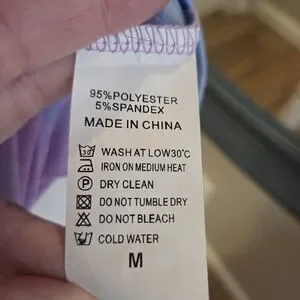 95%POLYESTER
5%SPANDEX
MADE IN CHINA
30 WASH AT LOW30°C
IRON ON MEDIUM HEAT
P DRY CLEAN
DO NOT TUMBLE DRY
DO NOT BLEACH
COLD WATER
M